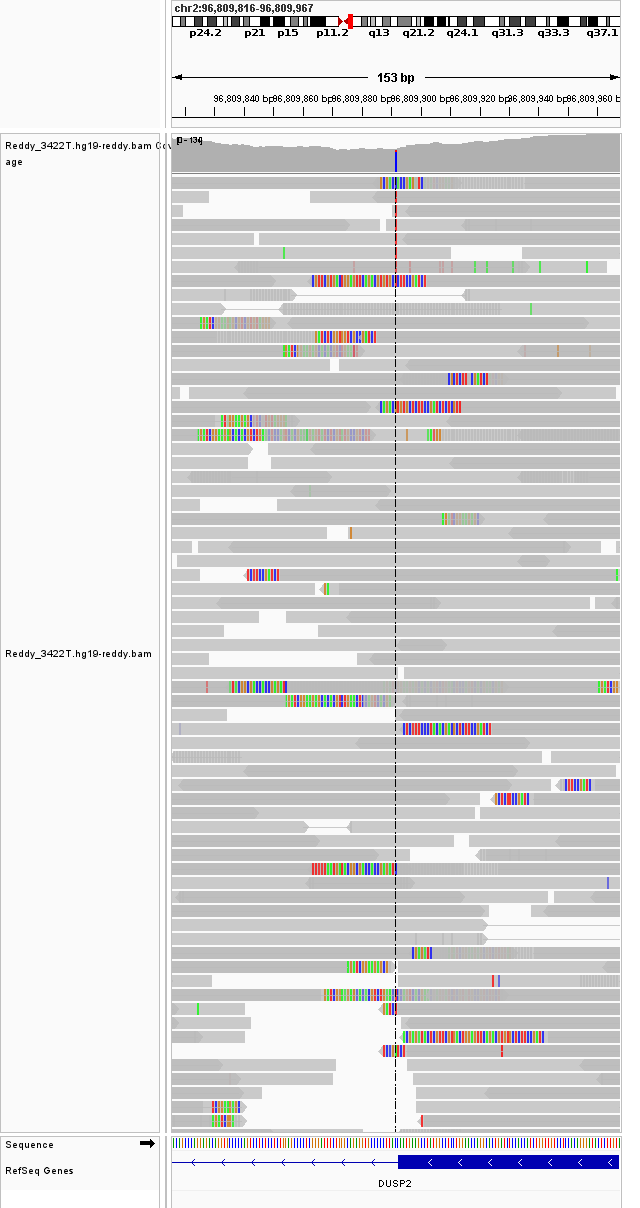 chr2:96,809,816-96,809,967
p24.2 p21 p15 p11.2 q13 q21.2 q24.1 q31.3 q33.3 q37.1
153 bp
96,809,840 bp 96,809,860 bp 96,809,880 bp 96,809,900 bp 96,809,920 bp 96,809,940 bp 96,809,960 b
Reddy_3422T.hg19-reddy.bam Cov
age
[0 - 134]
Reddy_3422T.hg19-reddy.bam
Sequence
RefSeq Genes
DUSP2